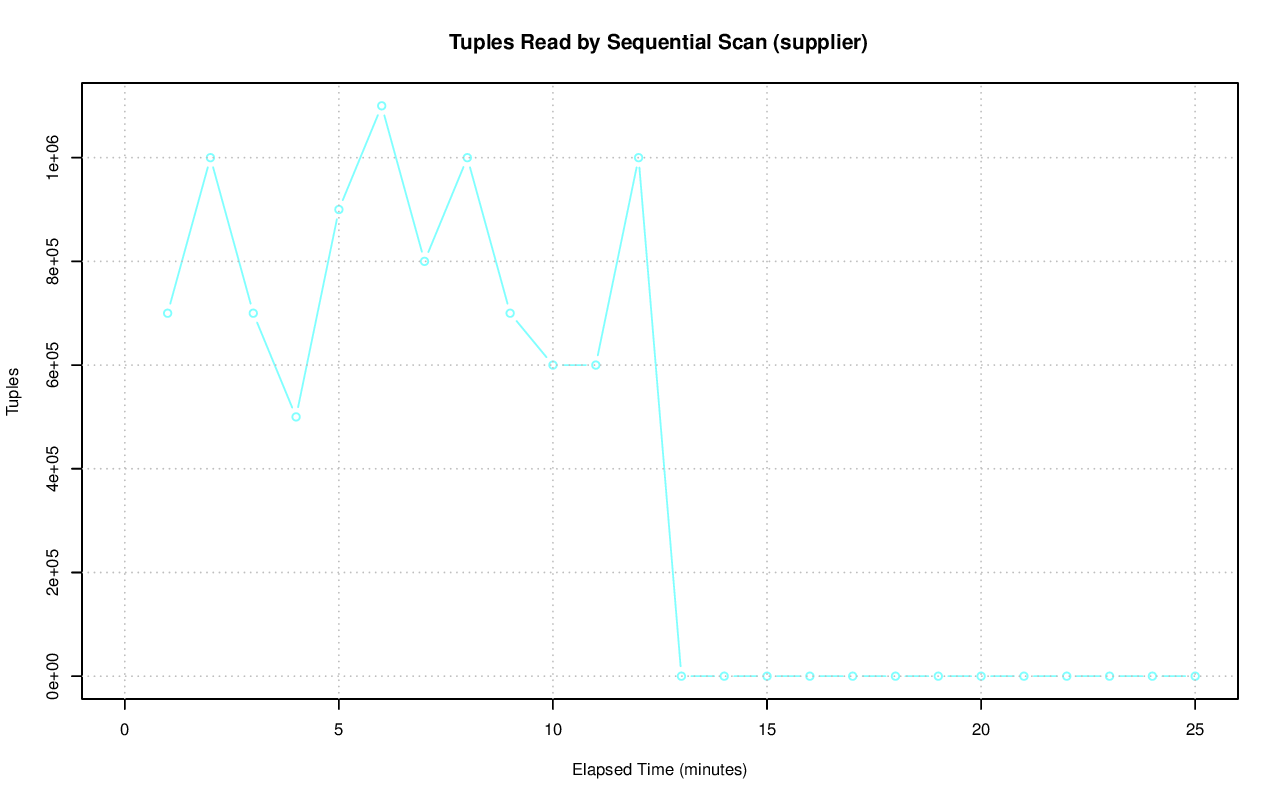 Tuples Read by Sequential Scan (supplier)
Tuples
1e+06
8e+05
6e+05
4e+05
2e+05
0e+00
0 5 10 15 20 25
Elapsed Time (minutes)